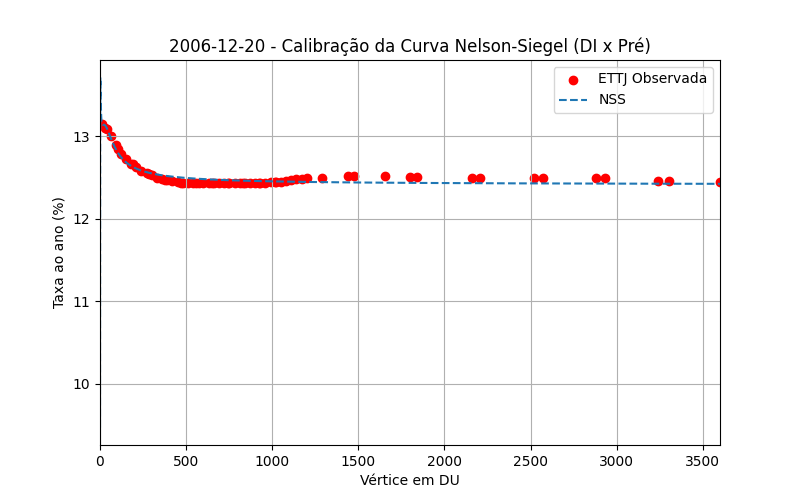 2006-12-20 - Calibração da Curva Nelson-Siegel (DI x Pré)
ETTJ Observada
NSS
Taxa ao ano (%)
13
12
11
10
0 500 1000 1500 2000 2500 3000 3500
Vértice em DU